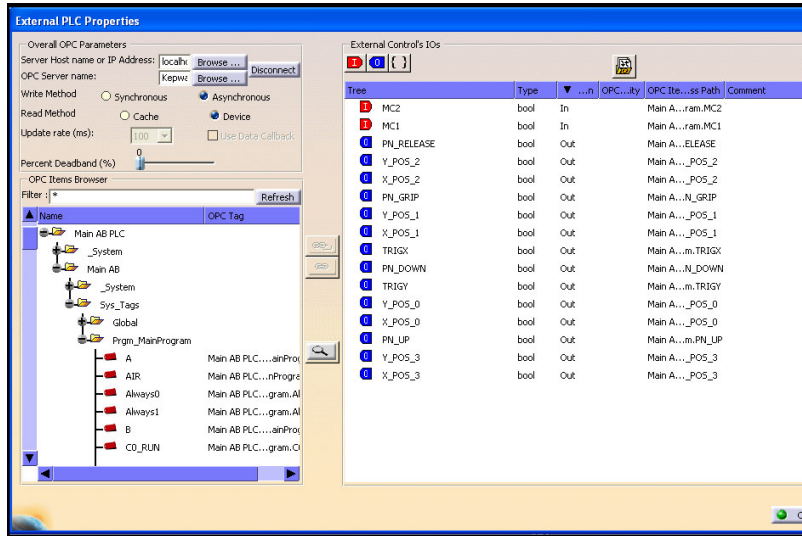 External PLC Properties
Overall OPC Parameters
Server Host name or IP Address: localhc Browse ...
OPC Server name: Kepwa Browse ... Disconnect
Write Method Synchronous Asynchronous
Read Method Cache Device
Update rate (ms): 100 Use Data Callback
0
Percent Deadband (%)
OPC Items Browser
Filter : * Refresh
Name OPC Tag
Main AB PLC
_System
Main AB
_System
Sys_Tags
Global
Prgm_MainProgram
A Main AB PLC....ainPro
AIR Main AB PLC...nProgra
Always0 Main AB PLC...gram.Al
Always1 Main AB PLC...gram.Al
B Main AB PLC....ainPro
C0_RUN Main AB PLC...gram.C
External Control's IOs
I O { }
Tree Type ▼ ...n OPC...ity OPC Ite...ss Path Comment
I MC2 bool In Main A...ram.MC2
I MC1 bool In Main A...ram.MC1
O PN_RELEASE bool Out Main A...ELEASE
O Y_POS_2 bool Out Main A..._POS_2
O X_POS_2 bool Out Main A..._POS_2
O PN_GRIP bool Out Main A...N_GRIP
O Y_POS_1 bool Out Main A..._POS_1
O X_POS_1 bool Out Main A..._POS_1
O TRIGX bool Out Main A...m.TRIGX
O PN_DOWN bool Out Main A...N_DOWN
O TRIGY bool Out Main A...m.TRIGY
O Y_POS_0 bool Out Main A..._POS_0
O X_POS_0 bool Out Main A..._POS_0
O PN_UP bool Out Main A...m.PN_UP
O Y_POS_3 bool Out Main A..._POS_3
O X_POS_3 bool Out Main A..._POS_3